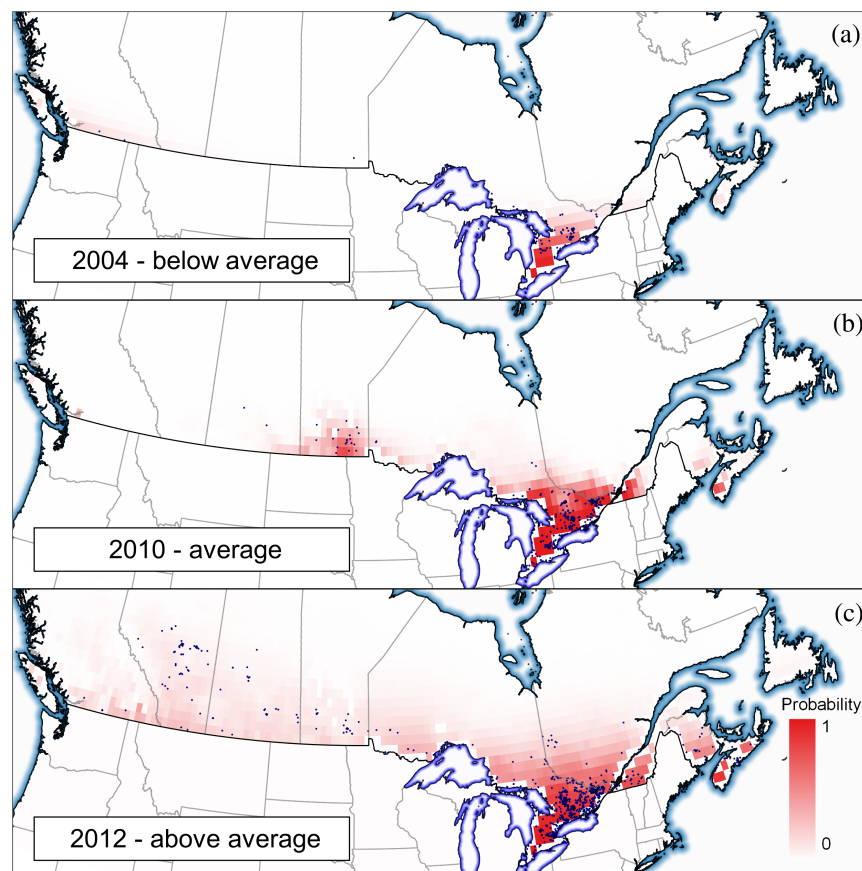 (a)
2004 - below average
(b)
2010 - average
(c)
Probability
1
0
2012 - above average